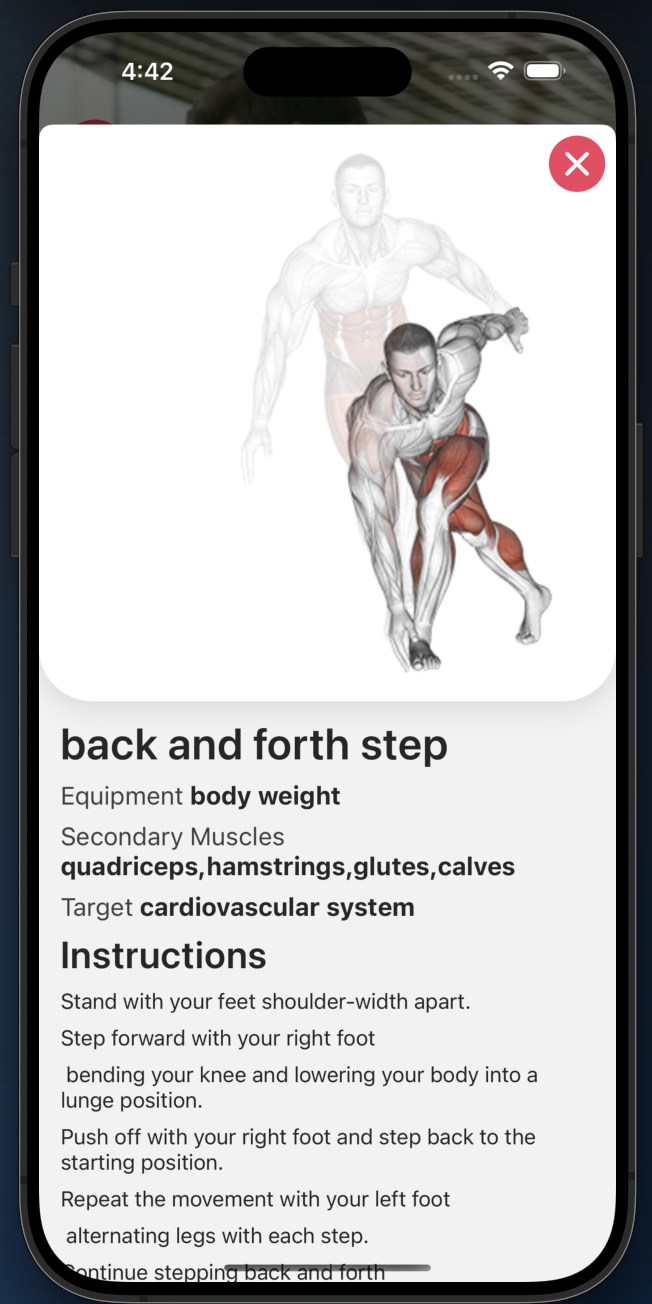 4:42
back and forth step
Equipment body weight
Secondary Muscles
quadriceps,hamstrings,glutes,calves
Target cardiovascular system
Instructions
Stand with your feet shoulder-width apart.
Step forward with your right foot
bending your knee and lowering your body into a
lunge position.
Push off with your right foot and step back to the
starting position.
Repeat the movement with your left foot
alternating legs with each step.
Continue stepping back and forth